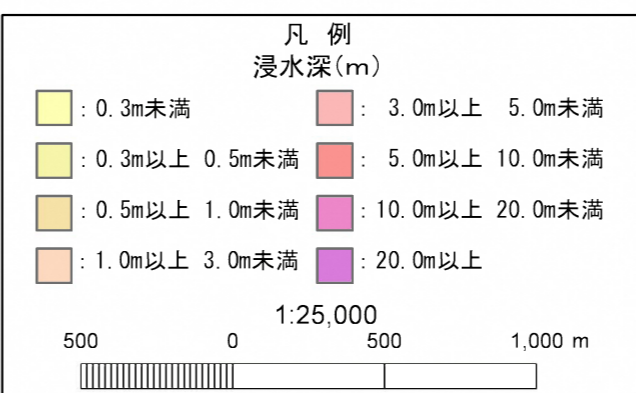 凡 例
浸水深(m)
: 0.3m未満
: 0.3m以上 0.5m未満
: 0.5m以上 1.0m未満
: 1.0m以上 3.0m未満
: 3.0m以上 5.0m未満
: 5.0m以上 10.0m未満
: 10.0m以上 20.0m未満
: 20.0m以上
1:25,000
500 0 500 1,000 m